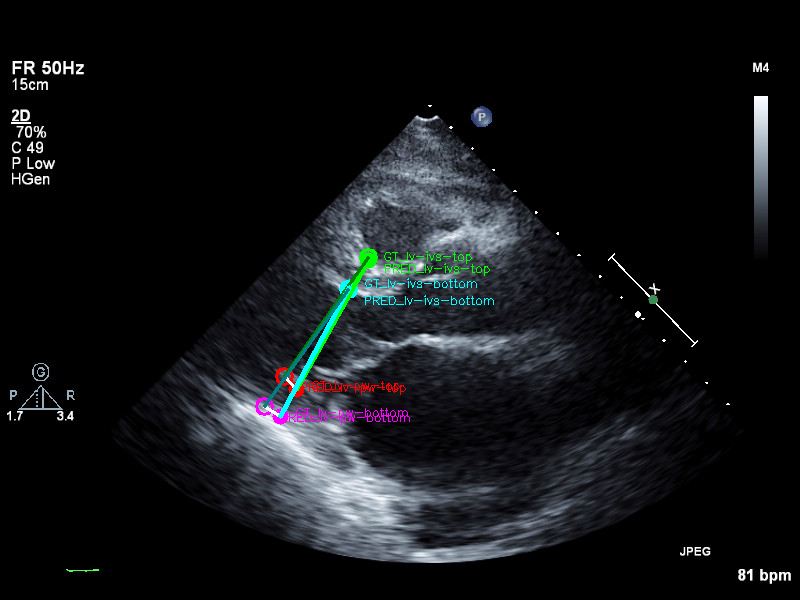 FR 50Hz
15cm
M4
2D
70%
C 49
P Low
HGen
P
GT_lv-ivs-top
PRED_lv-ivs-top
GT_lv-ivs-bottom
PRED_lv-ivs-bottom
X
G
P R
1.7 3.4
JPEG
81 bpm